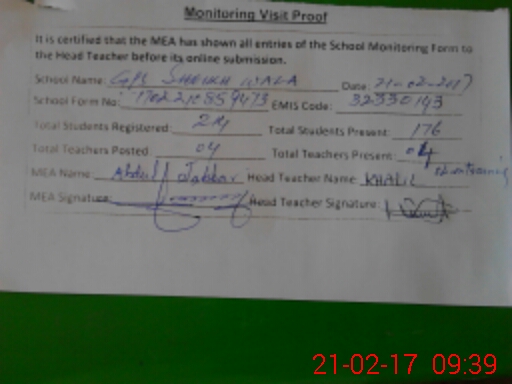 Monitoring Visit Proof
It is certified that the MEA has shown all entries of the School Monitoring Form to
the Head Teacher before its online submission.
School Name: GPS SHEIKH WALA Date: 21-02-2017
School Form No: EMIS Code: 32330143
Total Students Registered: Total Students Present: 176
Total Teachers Posted: 04 Total Teachers Present: 04
MEA Name: Abdul Jabbar Head Teacher Name: KHALIL
MEA Signature: Head Teacher Signature:
21-02-17 09:39